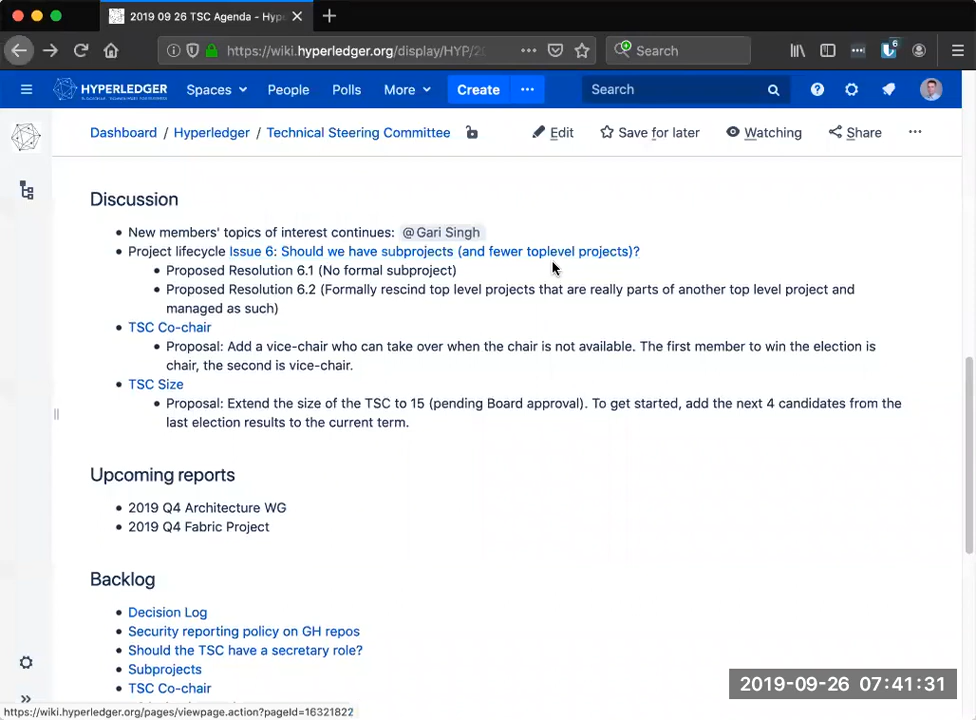 2019 09 26 TSC Agenda - Hype
https://wiki.hyperledger.org/display/HYP/20
Search
6
HYPERLEDGER
Spaces
People
Polls
More
Create
Search
Dashboard / Hyperledger / Technical Steering Committee
Edit
Save for later
Watching
Share
Discussion
New members' topics of interest continues: @Gari Singh
Project lifecycle Issue 6: Should we have subprojects (and fewer toplevel projects)?
Proposed Resolution 6.1 (No formal subproject)
Proposed Resolution 6.2 (Formally rescind top level projects that are really parts of another top level project and
managed as such)
TSC Co-chair
Proposal: Add a vice-chair who can take over when the chair is not available. The first member to win the election is
chair, the second is vice-chair.
TSC Size
Proposal: Extend the size of the TSC to 15 (pending Board approval). To get started, add the next 4 candidates from the
last election results to the current term.
Upcoming reports
2019 Q4 Architecture WG
2019 Q4 Fabric Project
Backlog
Decision Log
Security reporting policy on GH repos
Should the TSC have a secretary role?
Subprojects
TSC Co-chair
2019-09-26 07:41:31
https://wiki.hyperledger.org/pages/viewpage.action?pageId=16321822